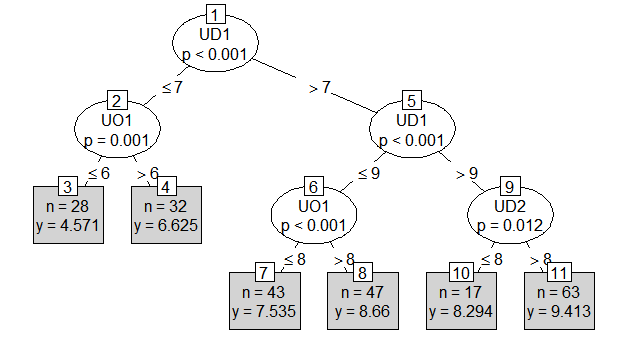 1
UD1
p < 0.001
≤ 7
> 7
2
UO1
p = 0.001
5
UD1
p < 0.001
≤ 6
> 6
≤ 9
> 9
3
n = 28
y = 4.571
4
n = 32
y = 6.625
6
UO1
p < 0.001
9
UD2
p = 0.012
≤ 8
> 8
≤ 8
> 8
7
n = 43
y = 7.535
8
n = 47
y = 8.66
10
n = 17
y = 8.294
11
n = 63
y = 9.413